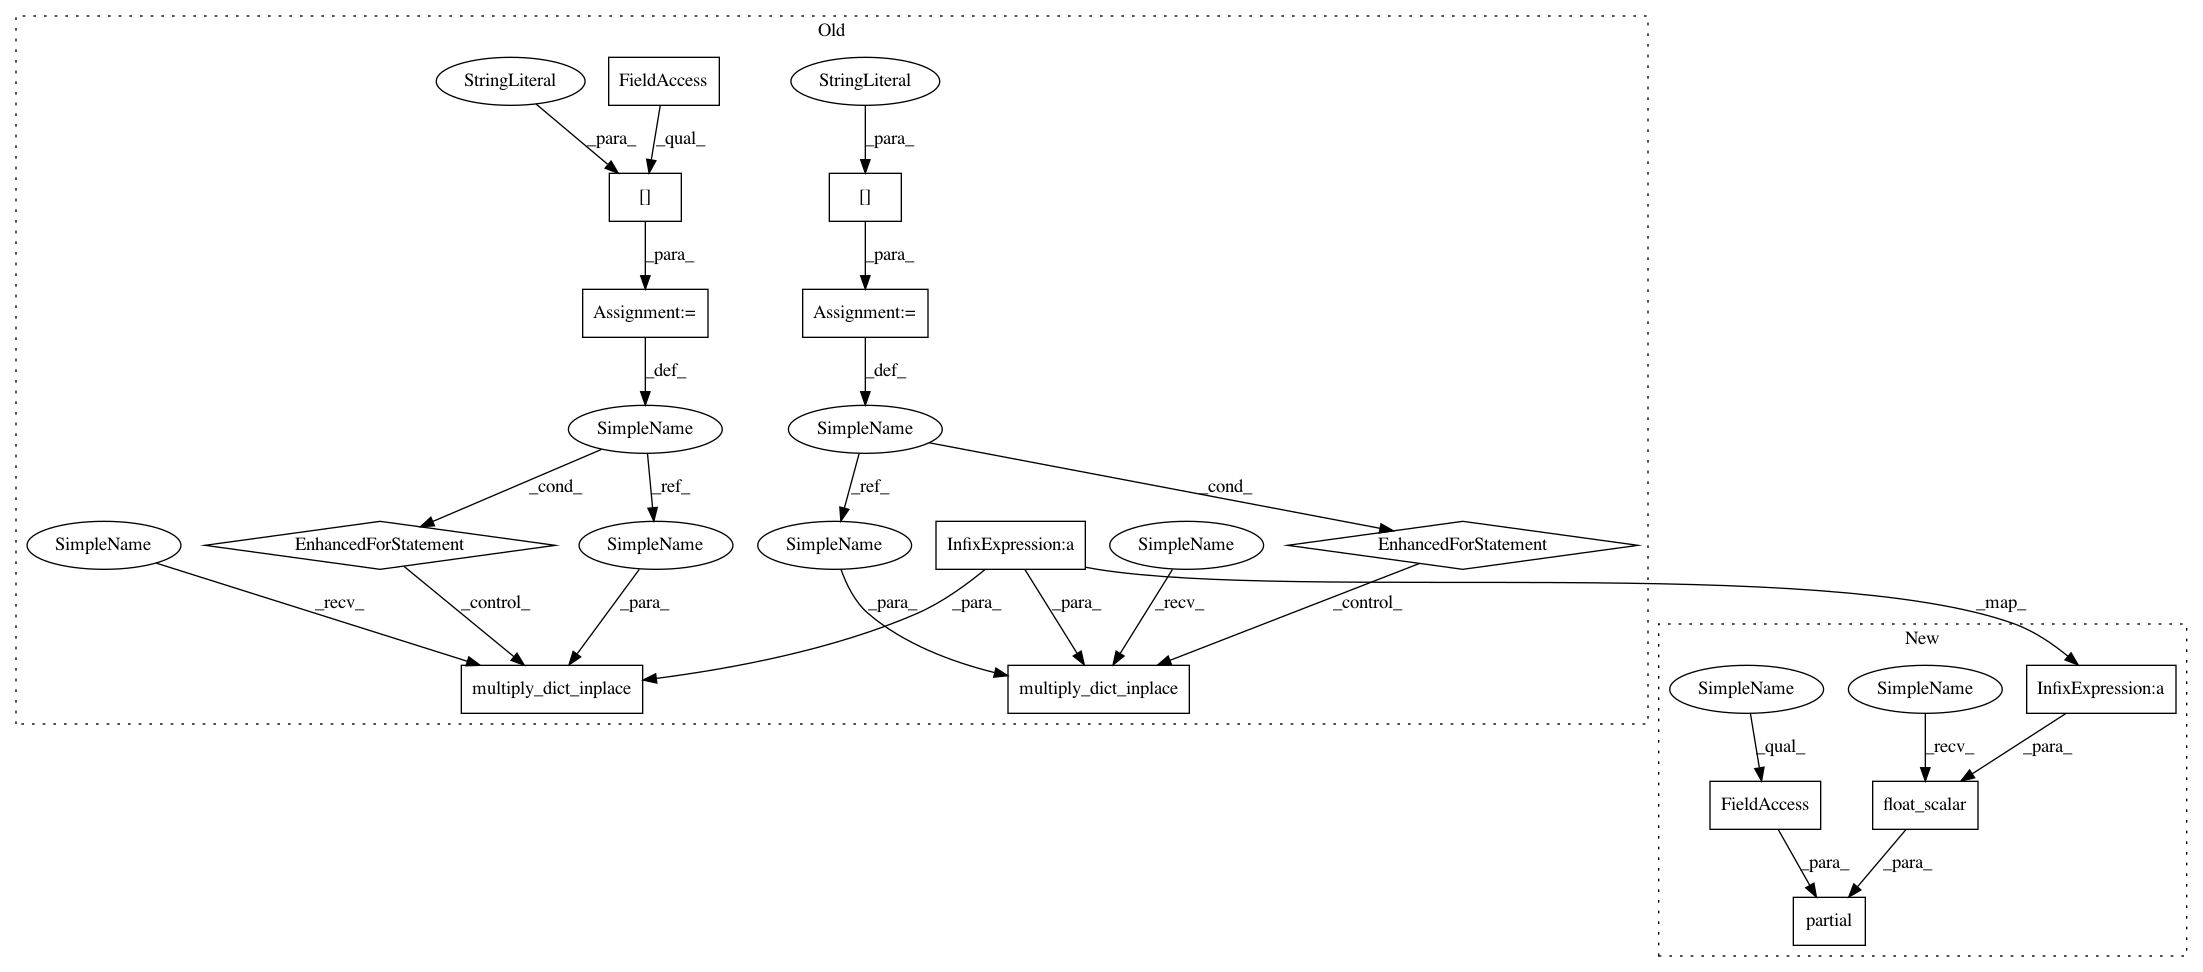 Old
StringLiteral
FieldAccess
StringLiteral
_para_
_qual_
_para_
[]
[]
_para_
_para_
Assignment:=
Assignment:=
_def_
_def_
SimpleName
SimpleName
_cond_
_ref_
_ref_
_cond_
SimpleName
EnhancedForStatement
SimpleName
SimpleName
InfixExpression:a
SimpleName
EnhancedForStatement
_recv_
_control_
_para_
_para_
_para_
_para_
_recv_
_control_
_map_
New
multiply_dict_inplace
multiply_dict_inplace
SimpleName
SimpleName
InfixExpression:a
_qual_
_recv_
_para_
FieldAccess
float_scalar
_para_
_para_
partial